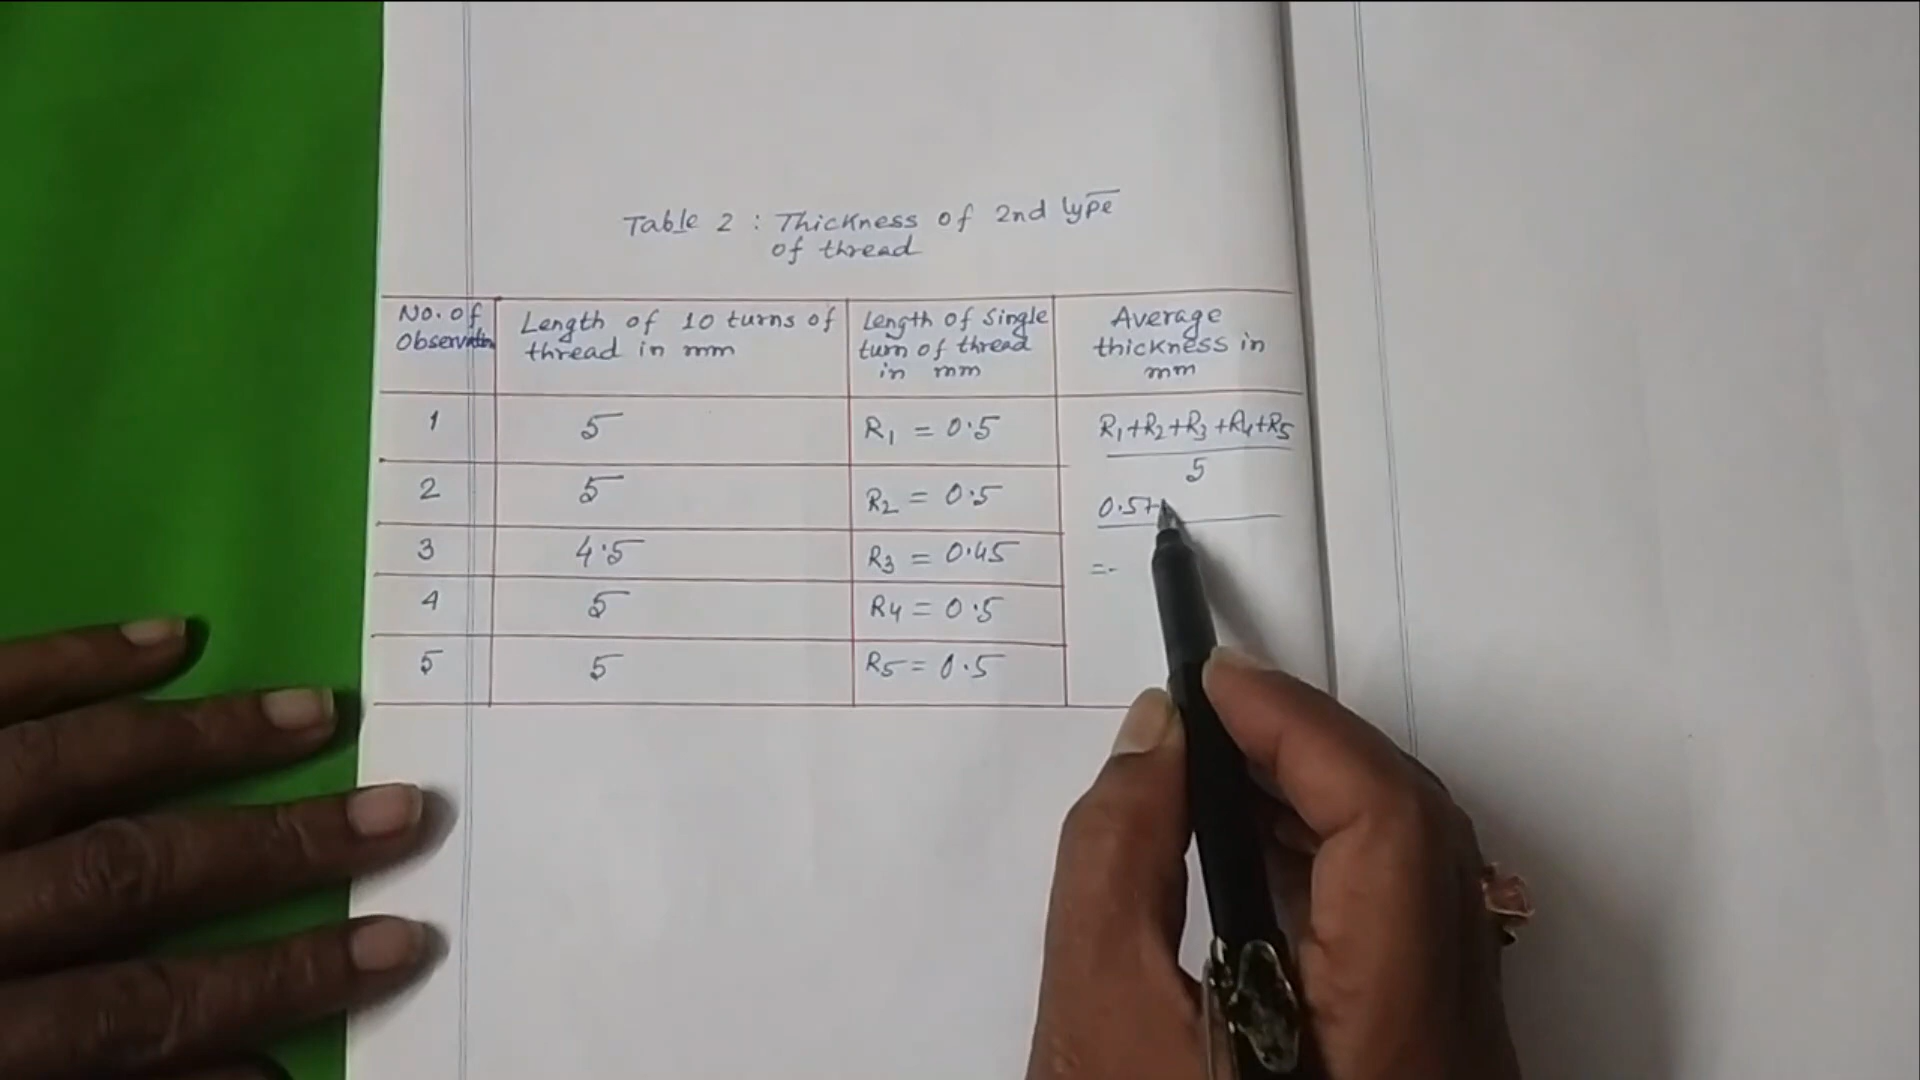 Table 2 : Thickness of 2nd type
of thread
No. of
Observation
Length of 10 turns of
thread in mm
Length of Single
turn of thread
in mm
Average
thickness in
mm
1
5
R1 = 0.5
R1+R2+R3+R4+R5
5
2
5
R2 = 0.5
0.5+
3
4.5
R3 = 0.45
=
4
5
R4 = 0.5
5
5
R5 = 0.5